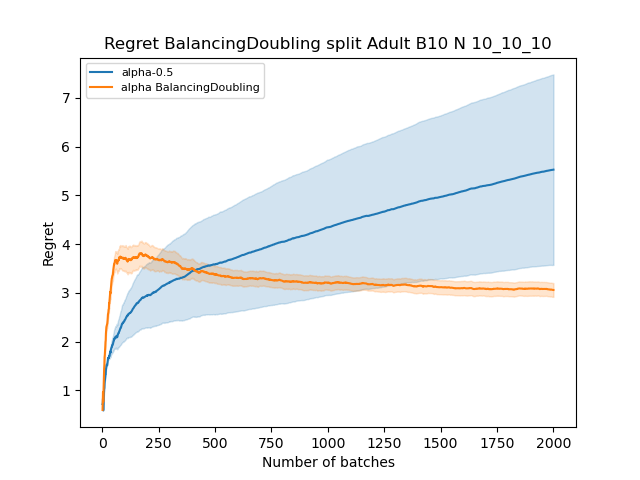 Regret BalancingDoubling split Adult B10 N 10_10_10
alpha-0.5
alpha BalancingDoubling
7
6
5
4
3
2
1
Regret
0 250 500 750 1000 1250 1500 1750 2000
Number of batches